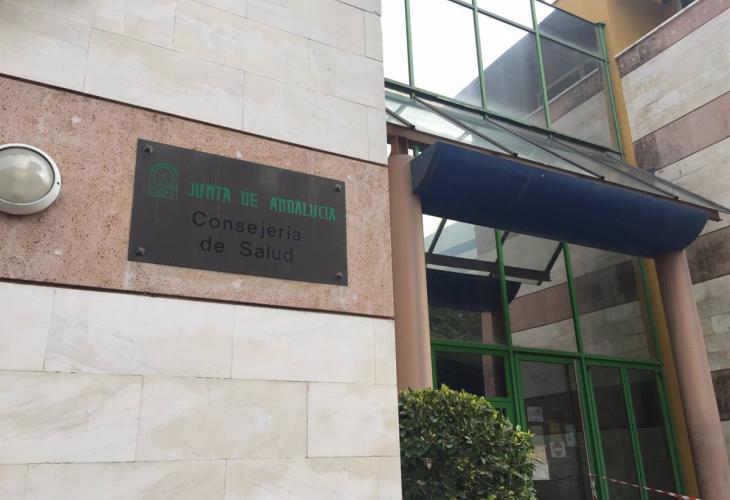 JUNTA DE ANDALUCIA
Consejería
de Salud